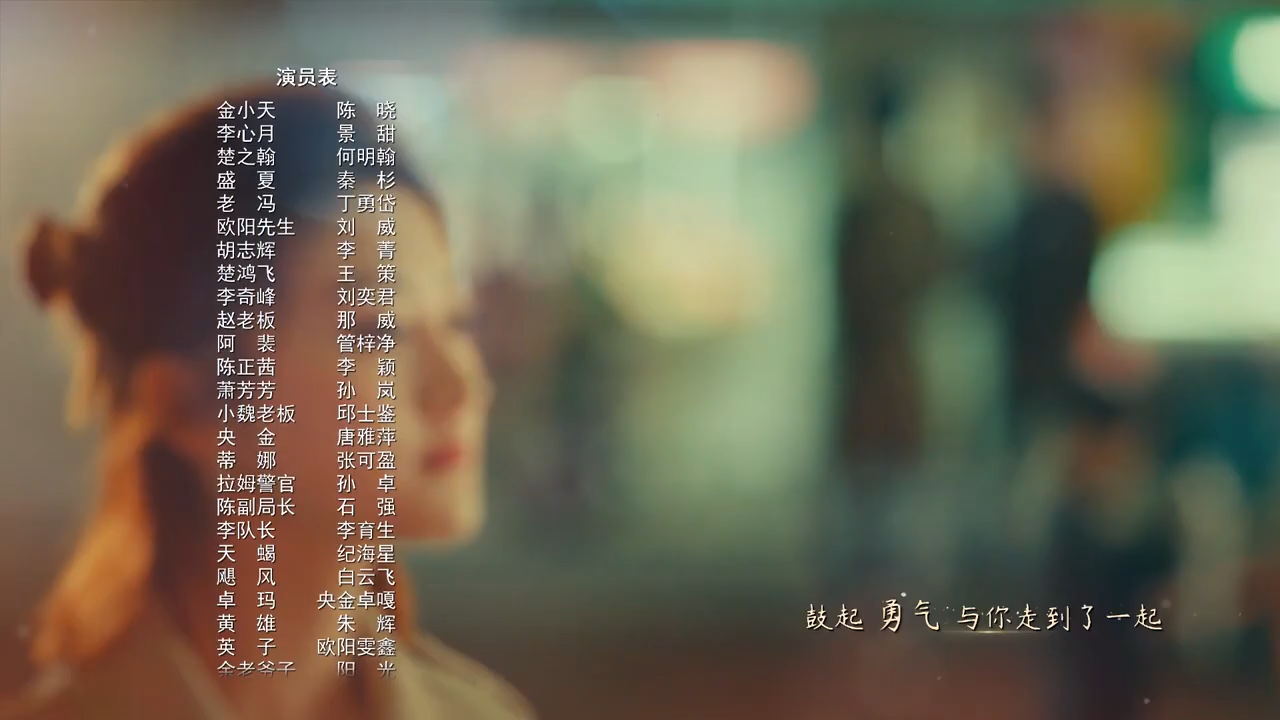 演员表
金小天 陈 晓
李心月 景 甜
楚之翰 何明翰
盛 夏 秦 杉
老 冯 丁勇岱
欧阳先生 刘 威
胡志辉 李 菁
楚鸿飞 王 策
李奇峰 刘奕君
赵老板 那 威
阿 裴 管梓净
陈正茜 李 颖
萧芳芳 孙 岚
小魏老板 邱士鉴
央 金 唐雅萍
蒂 娜 张可盈
拉姆警官 孙 卓
陈副局长 石 强
李队长 李育生
天 蝎 纪海星
飓 风 白云飞
卓 玛 央金卓嘎
黄 雄 朱 辉
英 子 欧阳雯鑫
金老爷子 阳 光
鼓起 勇气 与你走到了一起